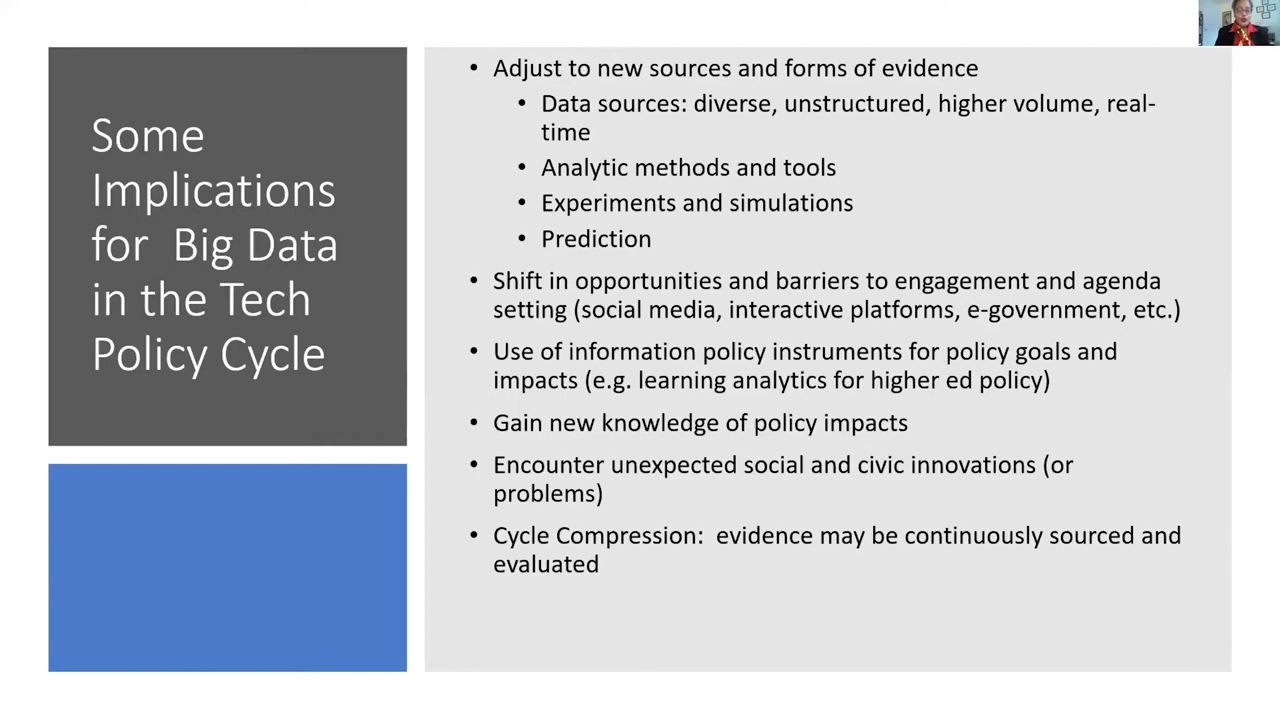 Some
Implications
for  Big Data
in the Tech
Policy Cycle
• Adjust to new sources and forms of evidence
• Data sources: diverse, unstructured, higher volume, real-
time
• Analytic methods and tools
• Experiments and simulations
• Prediction
• Shift in opportunities and barriers to engagement and agenda
setting (social media, interactive platforms, e-government, etc.)
• Use of information policy instruments for policy goals and
impacts (e.g. learning analytics for higher ed policy)
• Gain new knowledge of policy impacts
• Encounter unexpected social and civic innovations (or
problems)
• Cycle Compression:  evidence may be continuously sourced and
evaluated